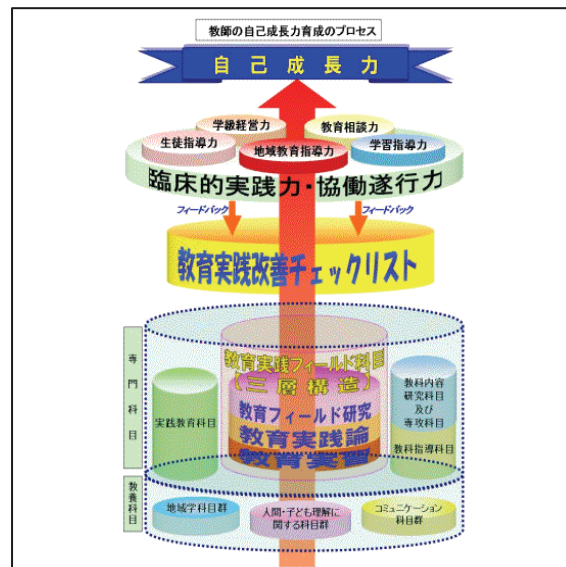 教師の自己成長力育成のプロセス
自己成長力
学級経営力
教育相談力
生徒指導力
地域教育指導力
学習指導力
臨床的実践力・協働遂行力
フィードバック
フィードバック
教育実践改善チェックリスト
専門科目
教育実践フィールド科目
【三層構造】
教育フィールド研究
教育実践論
教育実習
実践教育科目
教科内容
研究科目
及び
専攻科目
教科指導科目
教養科目
地域学科目群
人間・子ども理解に
関する科目群
コミュニケーション
科目群